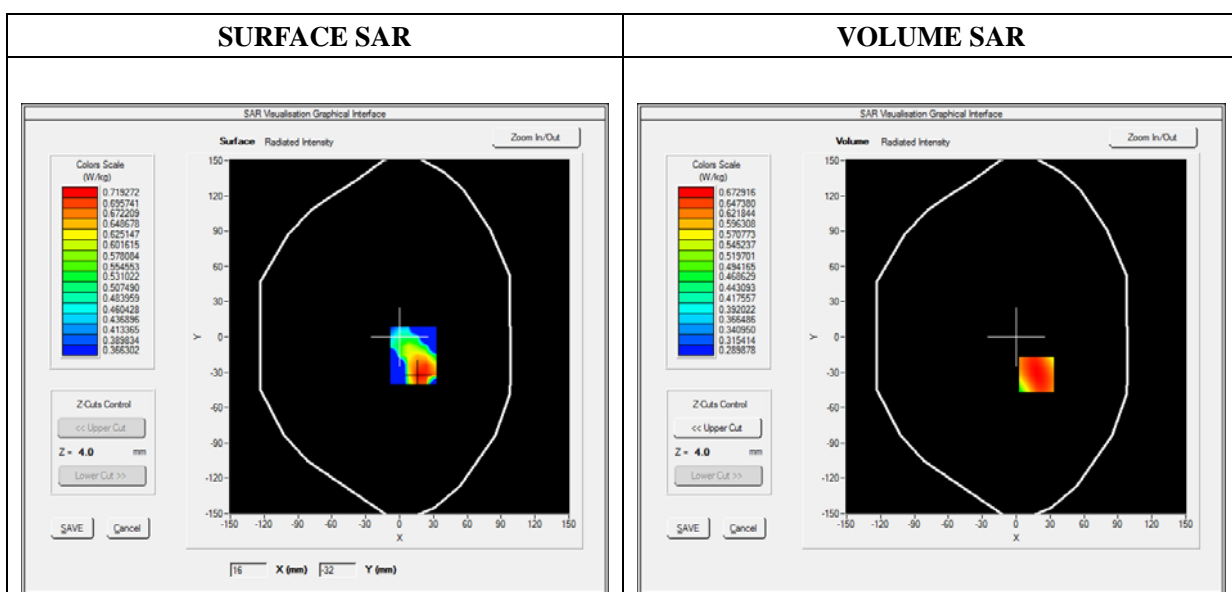 SURFACE SAR
SAR Visualisation Graphical Interface
Surface Radiated Intensity
Zoom In/Out
Colors Scale
(W/kg)
0.719272
0.695741
0.672209
0.648678
0.625147
0.601615
0.578084
0.554553
0.531022
0.507490
0.483959
0.460428
0.436896
0.413365
0.389834
0.366302
Z-Cuts Control
<< Upper Cut
Z = 4.0 mm
Lower Cut >>
SAVE Cancel
150
120
90
60
30
0
-30
-60
-90
-120
-150
Y
-150 -120 -90 -60 -30 0 30 60 90 120 150
X
16 X (mm) -32 Y (mm)
VOLUME SAR
SAR Visualisation Graphical Interface
Volume Radiated Intensity
Zoom In/Out
Colors Scale
(W/kg)
0.672916
0.647380
0.621844
0.596308
0.570773
0.545237
0.519701
0.494165
0.468629
0.443093
0.417557
0.392022
0.366486
0.340950
0.315414
0.289878
Z-Cuts Control
<< Upper Cut
Z = 4.0 mm
Lower Cut >>
SAVE Cancel
150
120
90
60
30
0
-30
-60
-90
-120
-150
Y
-150 -120 -90 -60 -30 0 30 60 90 120 150
X